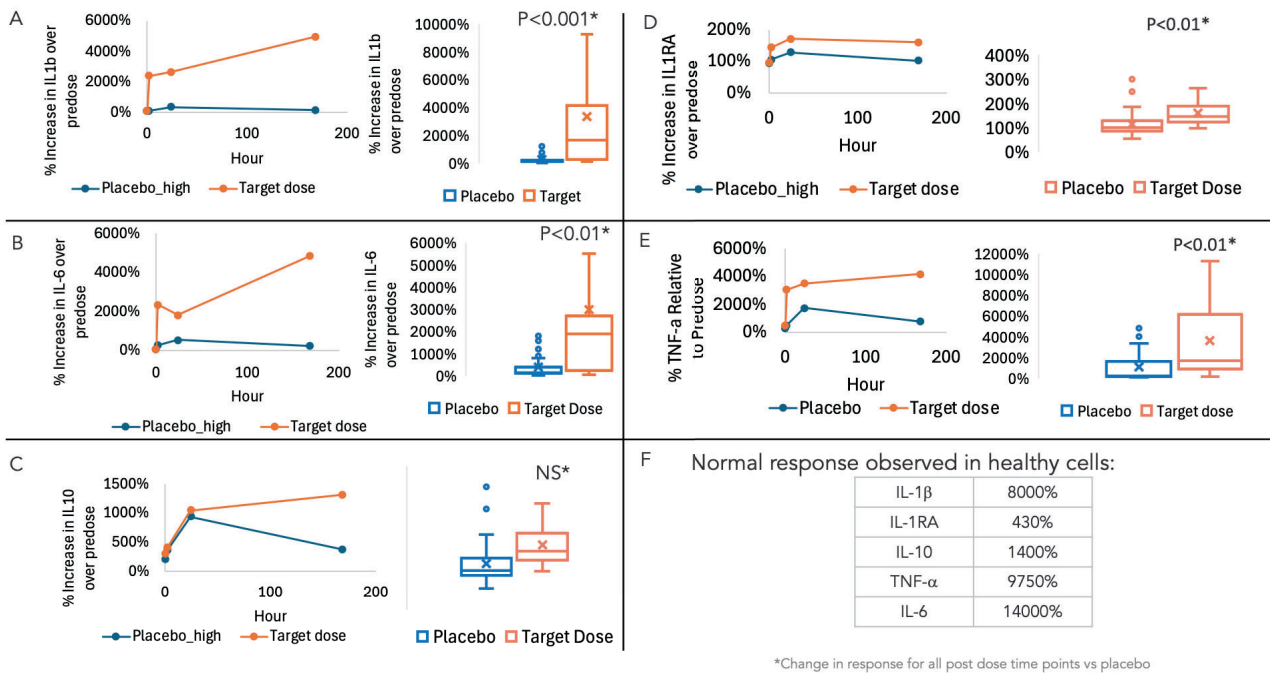 A
% Increase in IL1b over
predose
6000%
4000%
2000%
0%
0
200
Hour
Placebo_high
Target dose
P<0.001*
% Increase in IL1b
over predose
10000%
8000%
6000%
4000%
2000%
0%
Placebo
Target
B
% Increase in IL-6 over
predose
6000%
4000%
2000%
0%
0
200
Hour
Placebo_high
Target dose
P<0.01*
% Increase in IL-6
over predose
6000%
5000%
4000%
3000%
2000%
1000%
0%
Placebo
Target Dose
C
% Increase in IL10
over predose
1500%
1000%
500%
0%
0
100
200
Hour
Placebo_high
Target dose
NS*
Placebo
Target Dose
D
% Increase in IL1RA
over predose
200%
100%
0%
0
200
Hour
Placebo_high
Target dose
P<0.01*
400%
300%
200%
100%
0%
Placebo
Target Dose
E
% TNF-a Relative
to Predose
6000%
4000%
2000%
0%
0
200
Hour
Placebo
Target dose
P<0.01*
12000%
10000%
8000%
6000%
4000%
2000%
0%
Placebo
Target dose
F
Normal response observed in healthy cells:
IL-1β 8000%
IL-1RA 430%
IL-10 1400%
TNF-α 9750%
IL-6 14000%
*Change in response for all post dose time points vs placebo